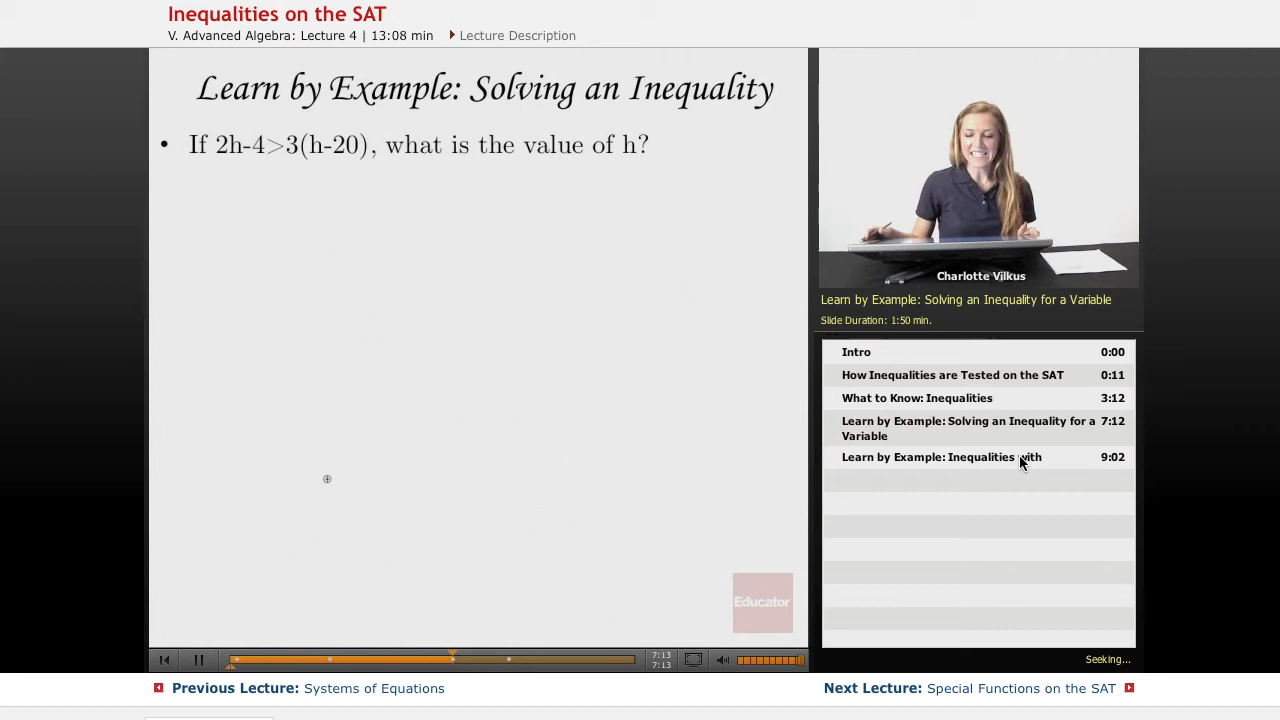 Inequalities on the SAT
V. Advanced Algebra: Lecture 4 | 13:08 min
Lecture Description
Learn by Example: Solving an Inequality
• If 2h-4>3(h-20), what is the value of h?
Educator
7:13
7:13
Charlotte Vilkus
Learn by Example: Solving an Inequality for a Variable
Slide Duration: 1:50 min.
Intro 0:00
How Inequalities are Tested on the SAT 0:11
What to Know: Inequalities 3:12
Learn by Example: Solving an Inequality for a 7:12
Variable
Learn by Example: Inequalities with 9:02
Seeking...
Previous Lecture: Systems of Equations
Next Lecture: Special Functions on the SAT